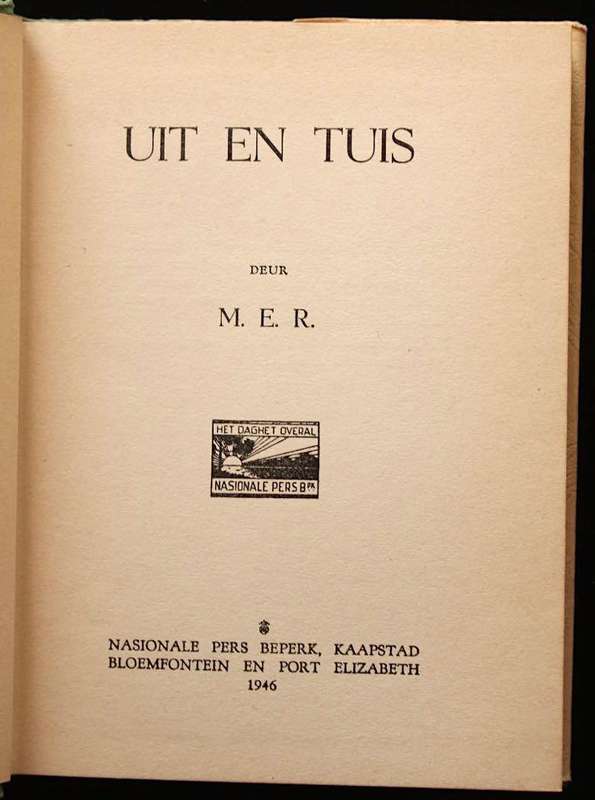 UIT EN TUIS
DEUR
M. E. R.
HET DAGHET OVERAL
NASIONALE PERS BPK
NASIONALE PERS BEPERK, KAAPSTAD
BLOEMFONTEIN EN PORT ELIZABETH
1946